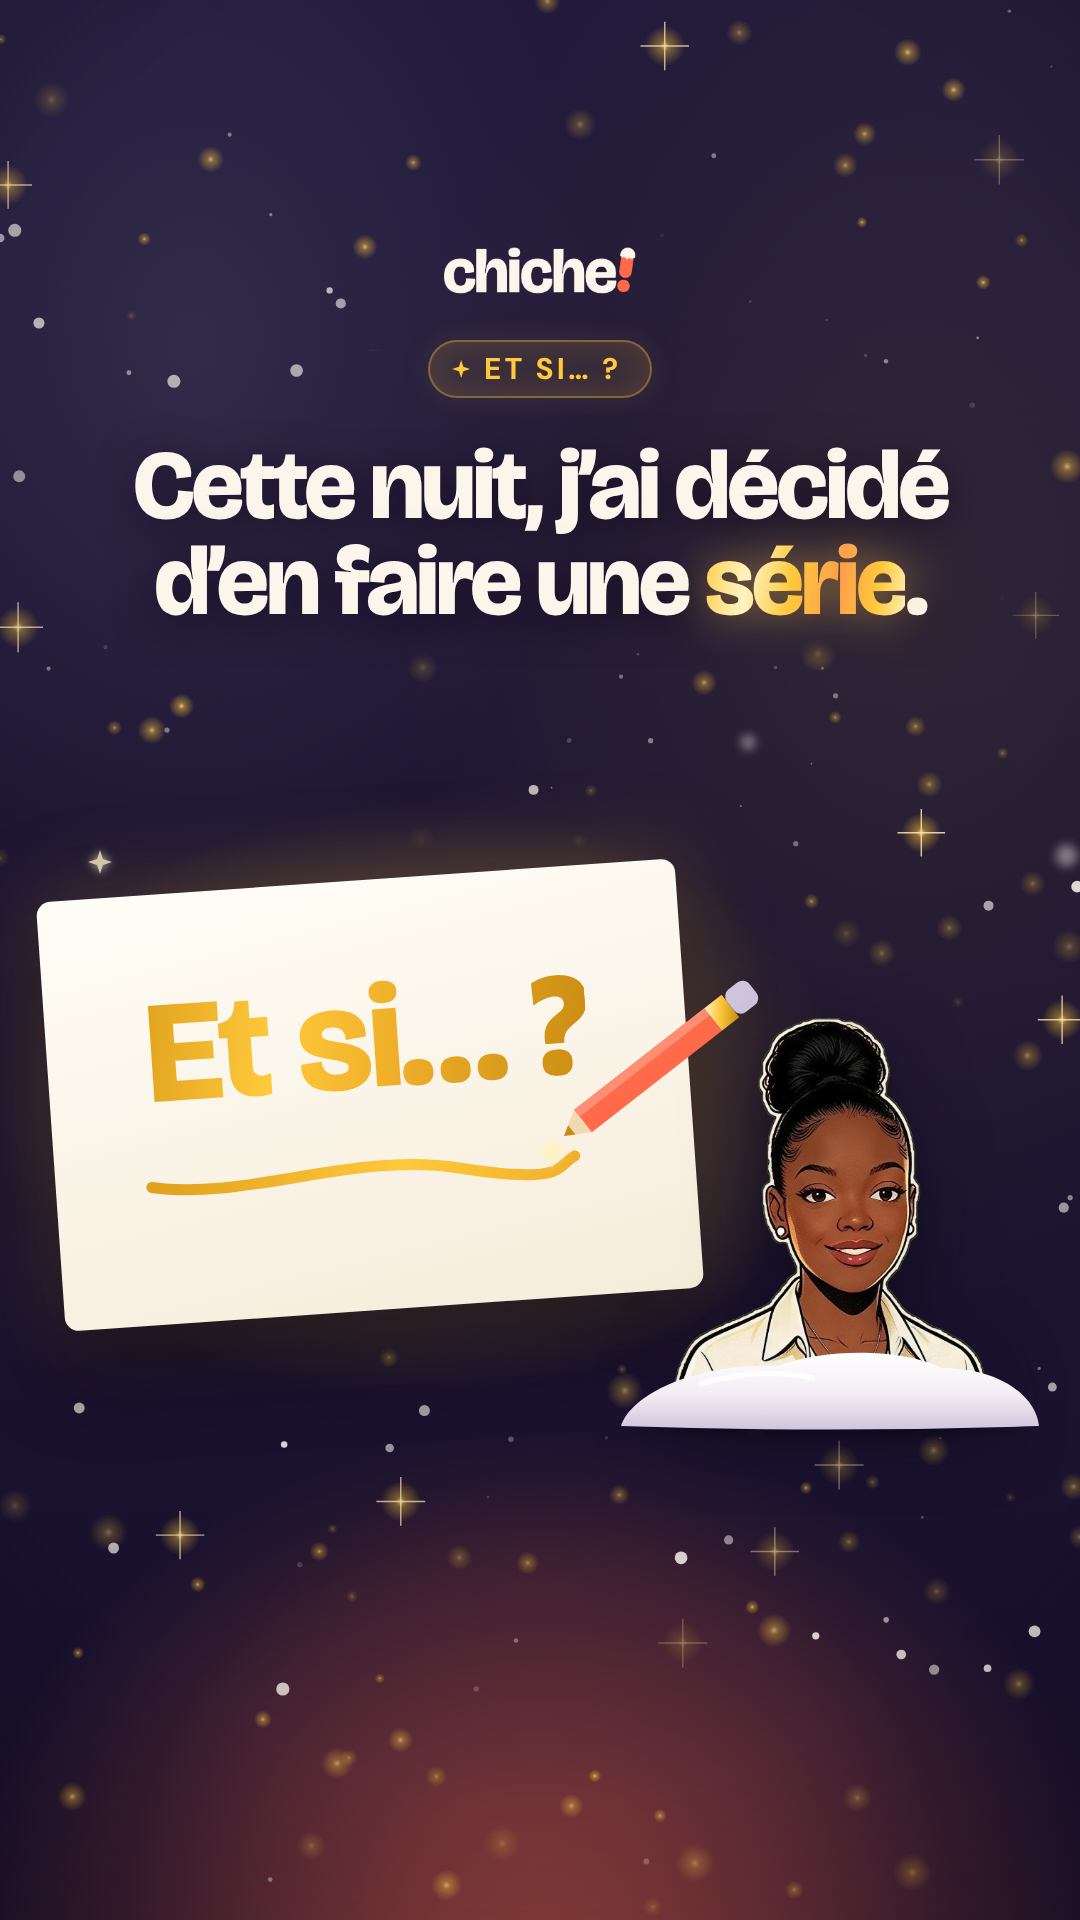 chiche!
ET SI… ?
Cette nuit, j’ai décidé
d’en faire une série.
Et si... ?